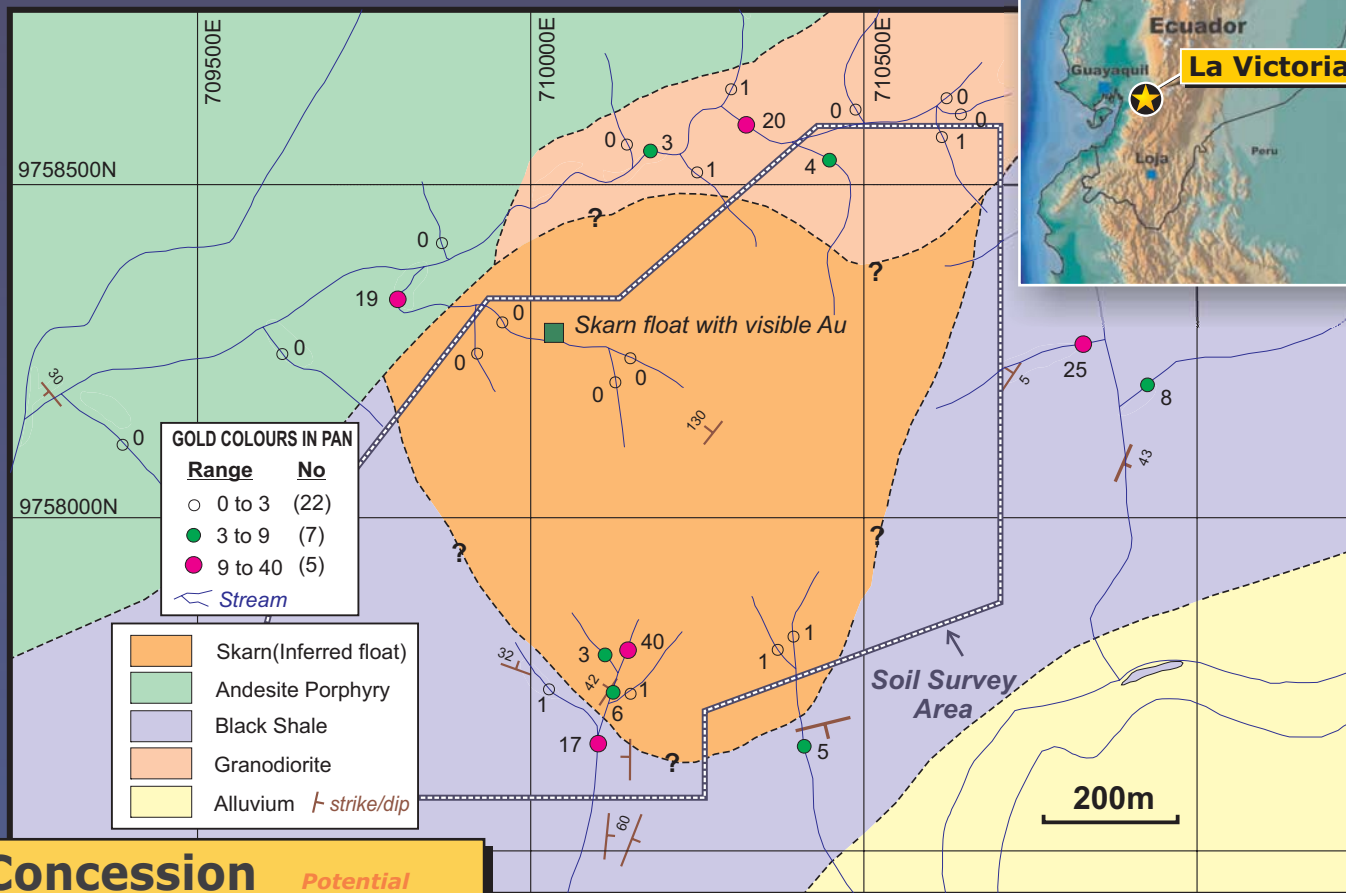 709500E
710000E
710500E
Ecuador
Guayaquil
La Victoria
Loja
Peru
1
0
0
0
20
0
3
1
4
1
9758500N
?
0
?
19
0
Skarn float with visible Au
0
0
0
0
25
5
8
30
130
0
43
GOLD COLOURS IN PAN
Range No
0 to 3 (22)
3 to 9 (7)
9 to 40 (5)
Stream
9758000N
?
?
Skarn(Inferred float)
Andesite Porphyry
Black Shale
Granodiorite
Alluvium strike/dip
32
3
40
42
1
1
6
1
1
17
?
5
Soil Survey
Area
200m
60
Concession
Potential